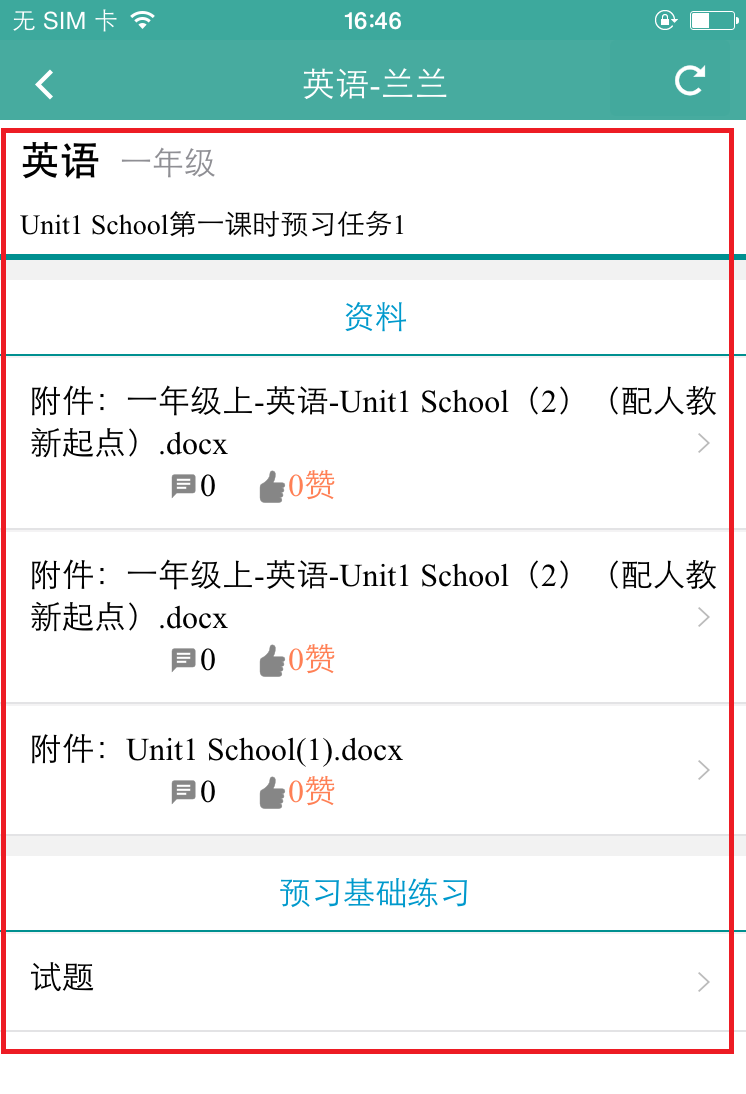 无 SIM 卡 16:46
英语-兰兰
英语 一年级
Unit1 School第一课时预习任务1
资料
附件：一年级上-英语-Unit1 School（2）（配人教
新起点）.docx
0 0赞
附件：一年级上-英语-Unit1 School（2）（配人教
新起点）.docx
0 0赞
附件：Unit1 School(1).docx
0 0赞
预习基础练习
试题